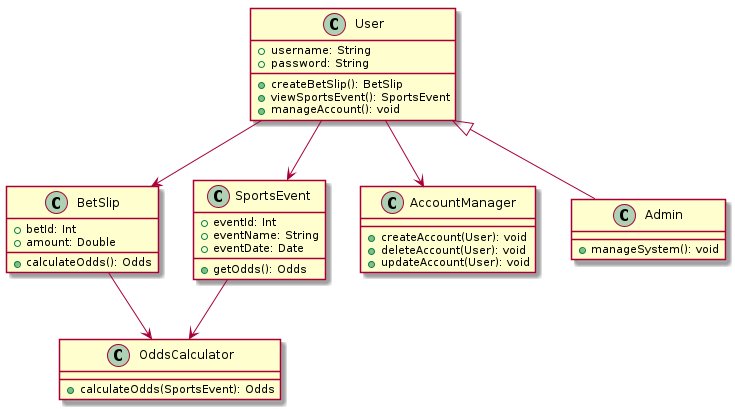 C User
username: String
password: String
createBetSlip(): BetSlip
viewSportsEvent(): SportsEvent
manageAccount(): void
C BetSlip
betId: Int
amount: Double
calculateOdds(): Odds
C SportsEvent
eventId: Int
eventName: String
eventDate: Date
getOdds(): Odds
C AccountManager
createAccount(User): void
deleteAccount(User): void
updateAccount(User): void
C Admin
manageSystem(): void
C OddsCalculator
calculateOdds(SportsEvent): Odds